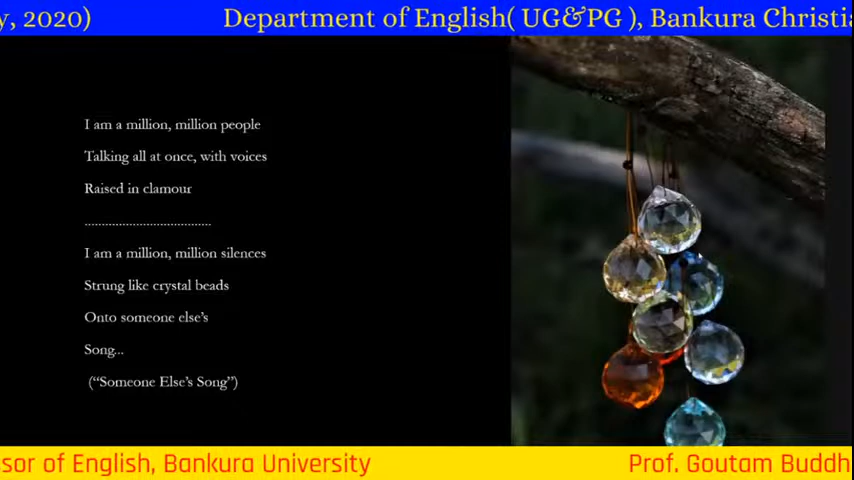 y, 2020) Department of English( UG&PG ), Bankura Christia
I am a million, million people
Talking all at once, with voices
Raised in clamour
....................................
I am a million, million silences
Strung like crystal beads
Onto someone else's
Song...
(“Someone Else's Song”)
sor of English, Bankura University Prof. Goutam Buddh